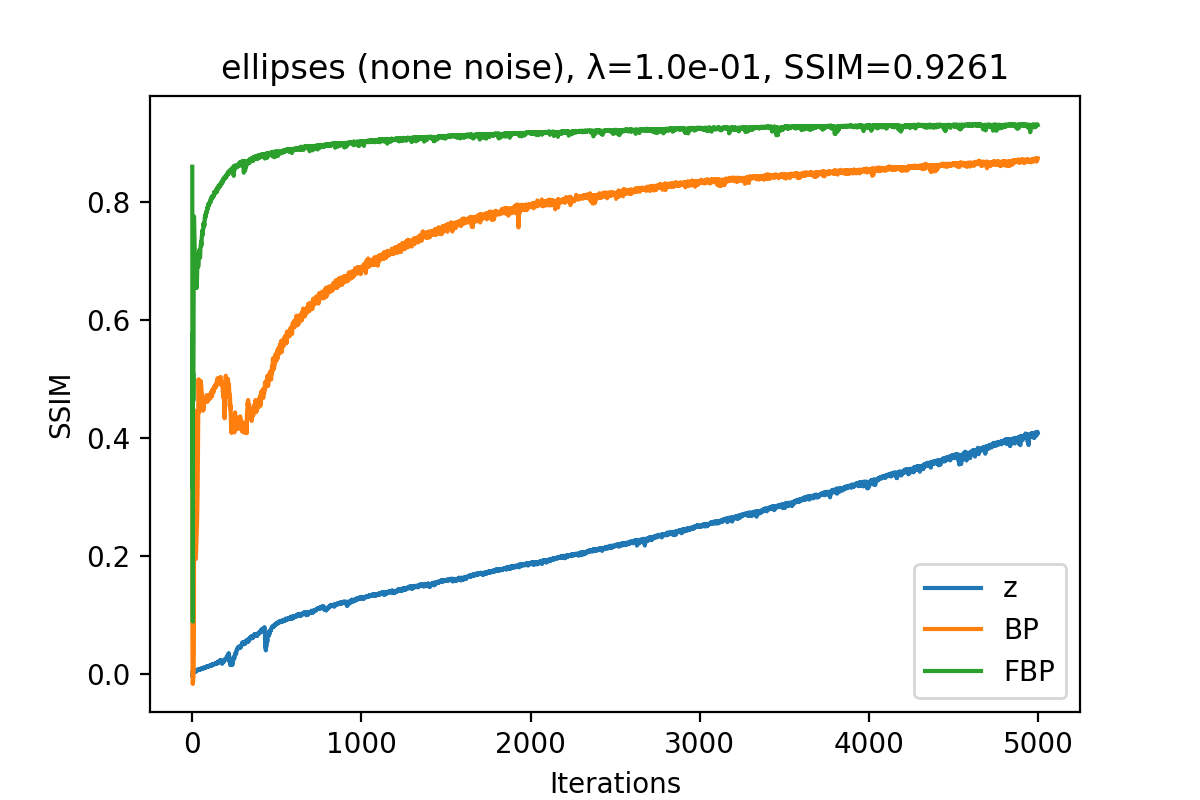 ellipses (none noise), λ=1.0e-01, SSIM=0.9261
SSIM
0.8
0.6
0.4
0.2
0.0
z
BP
FBP
0 1000 2000 3000 4000 5000
Iterations